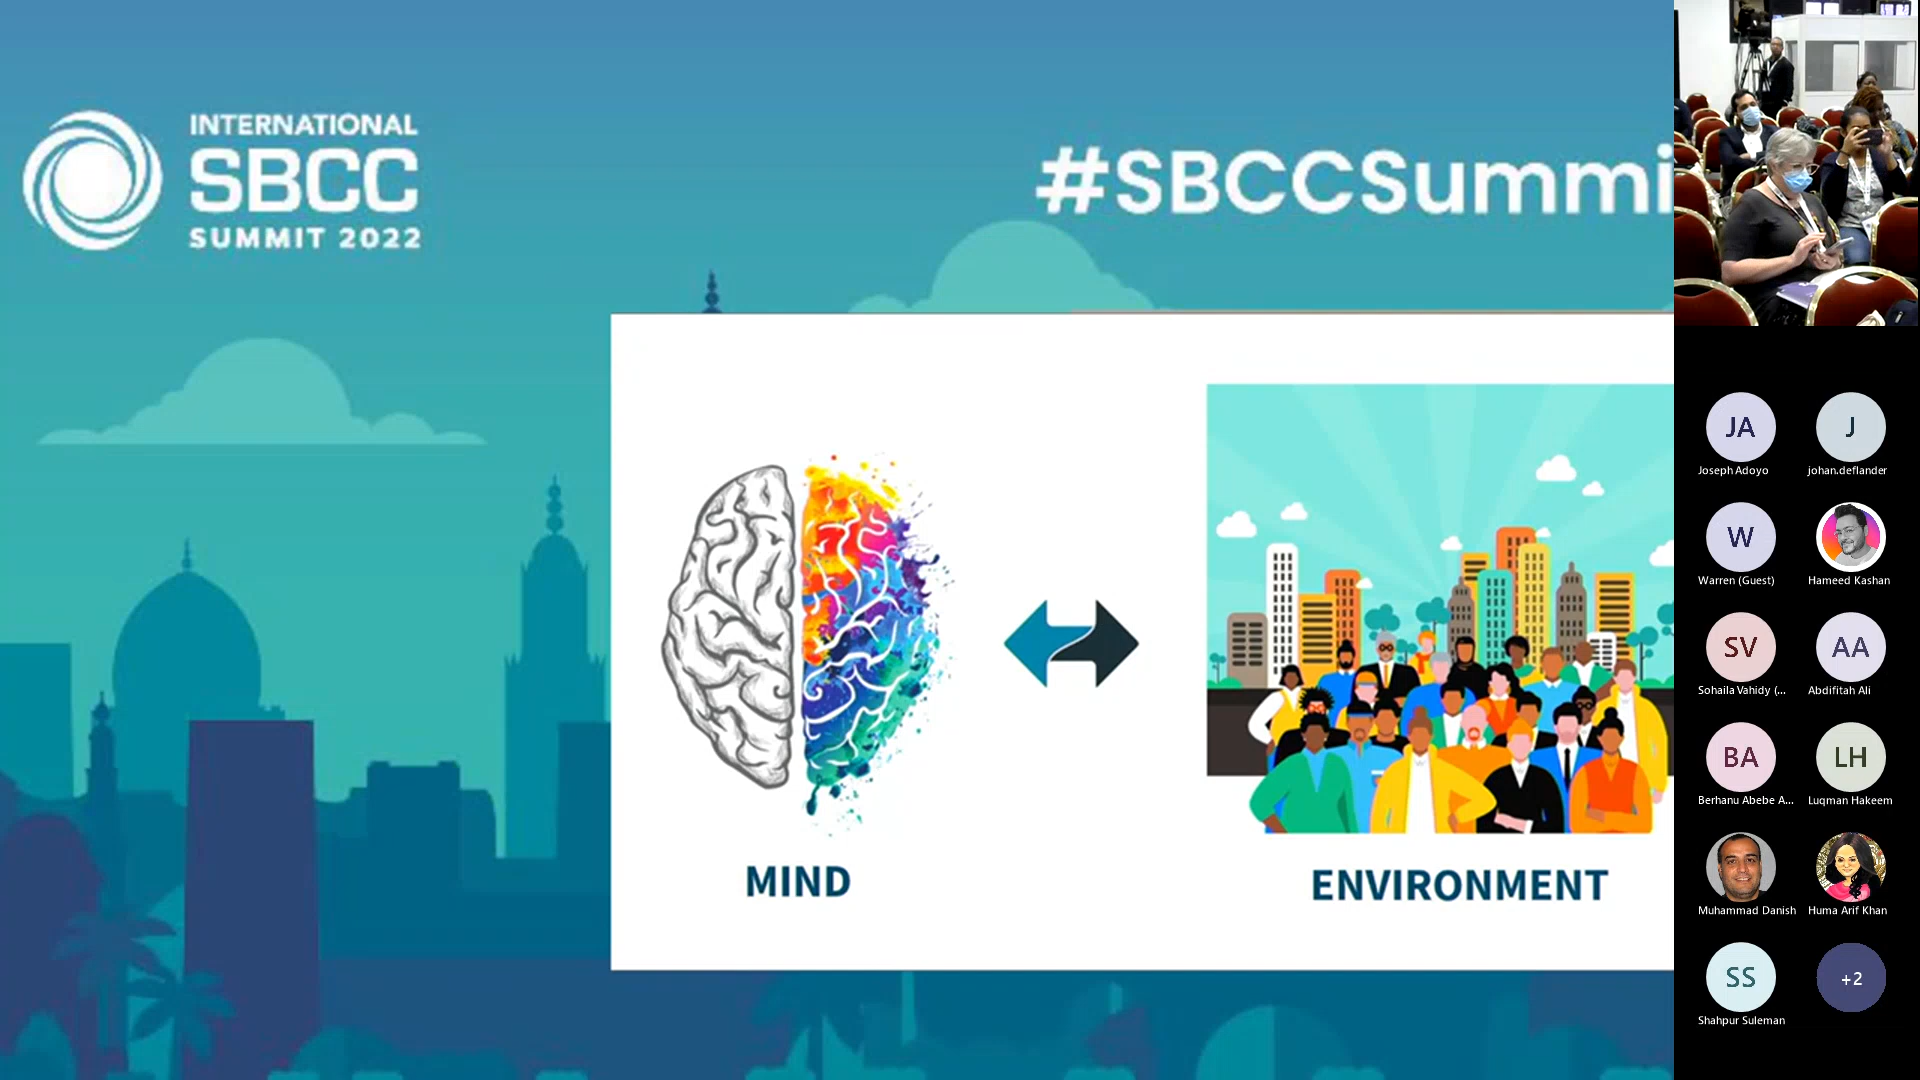 INTERNATIONAL
SBCC
SUMMIT 2022
#SBCCSummi
MIND
ENVIRONMENT
JA
Joseph Adoyo
J
johan.deflander
W
Warren (Guest)
Hameed Kashan
SV
Sohaila Vahidy (...
AA
Abdifitah Ali
BA
Berhanu Abebe A...
LH
Luqman Hakeem
Muhammad Danish
Huma Arif Khan
SS
Shahpur Suleman
+2